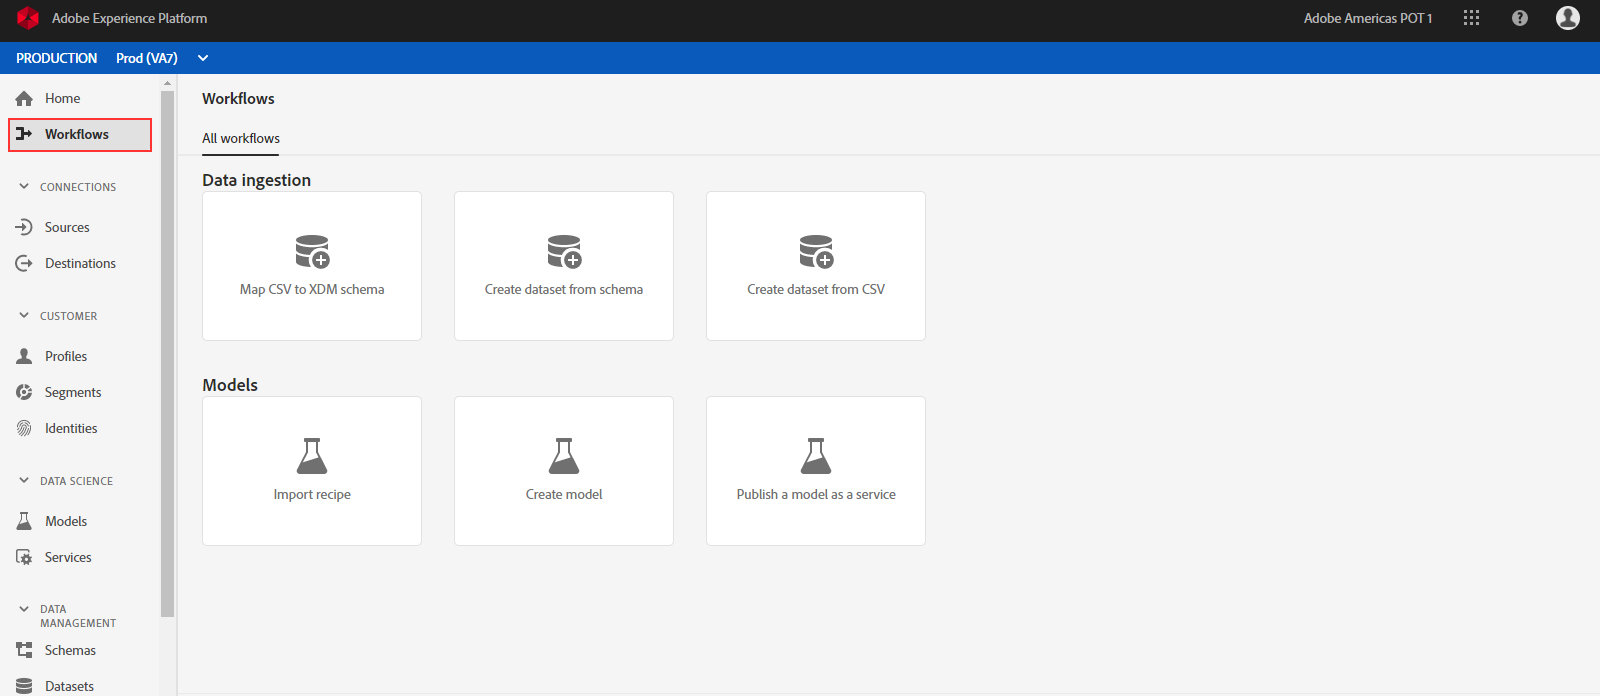 Adobe Experience Platform
Adobe Americas POT 1
PRODUCTION Prod (VA7)
Home
Workflows
CONNECTIONS
Sources
Destinations
CUSTOMER
Profiles
Segments
Identities
DATA SCIENCE
Models
Services
DATA
MANAGEMENT
Schemas
Datasets
Workflows
All workflows
Data ingestion
Map CSV to XDM schema
Create dataset from schema
Create dataset from CSV
Models
Import recipe
Create model
Publish a model as a service